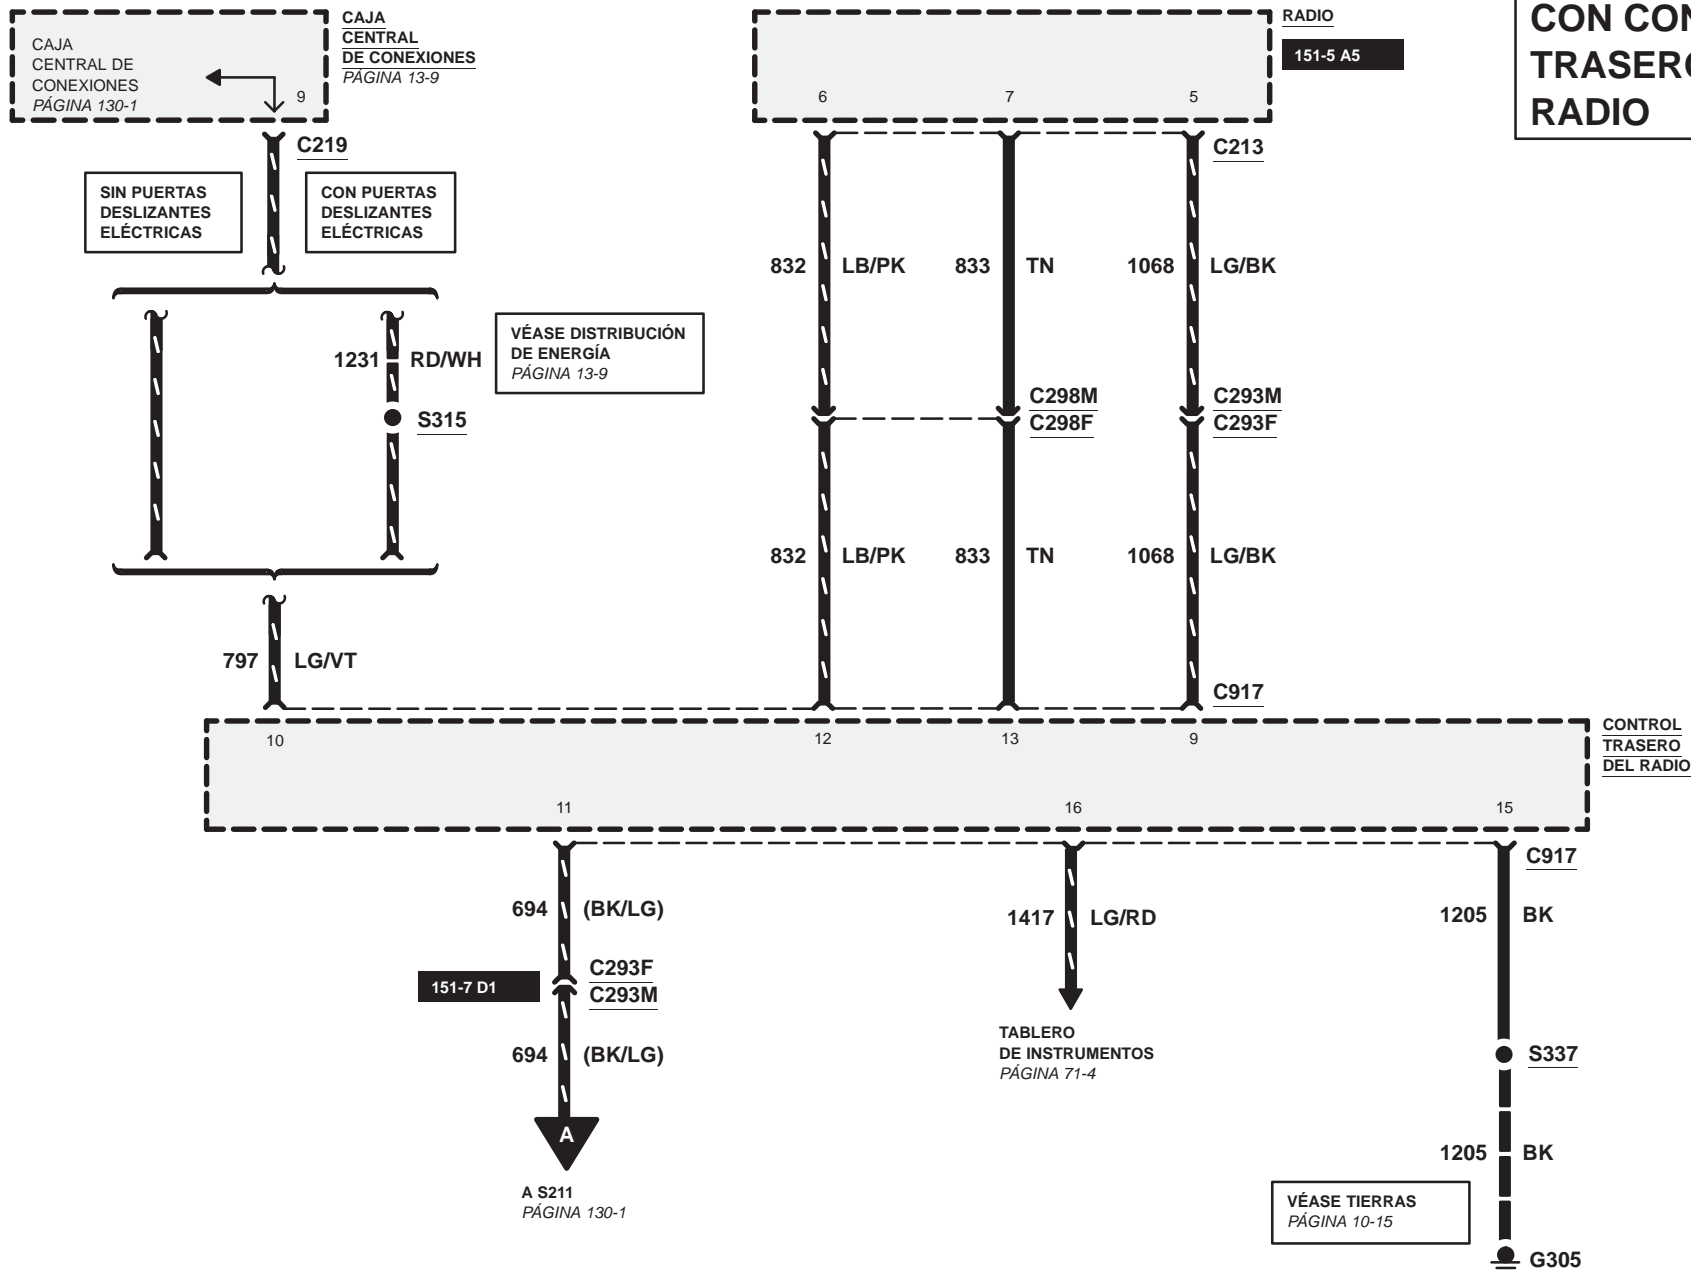 CAJA
CENTRAL DE
CONEXIONES
PÁGINA 130-1
9
CAJA
CENTRAL
DE CONEXIONES
PÁGINA 13-9
RADIO
151-5 A5
6 7 5
CON CON
TRASERO
RADIO
C219
C213
SIN PUERTAS
DESLIZANTES
ELÉCTRICAS
CON PUERTAS
DESLIZANTES
ELÉCTRICAS
832 LB/PK 833 TN 1068 LG/BK
1231 RD/WH
VÉASE DISTRIBUCIÓN
DE ENERGÍA
PÁGINA 13-9
S315
C298M
C298F
C293M
C293F
832 LB/PK 833 TN 1068 LG/BK
797 LG/VT
C917
10 12 13 9
CONTROL
TRASERO
DEL RADIO
11 16 15
C917
694 (BK/LG)
1417 LG/RD
1205 BK
151-7 D1
C293F
C293M
694 (BK/LG)
TABLERO
DE INSTRUMENTOS
PÁGINA 71-4
S337
A
A S211
PÁGINA 130-1
1205 BK
VÉASE TIERRAS
PÁGINA 10-15
G305